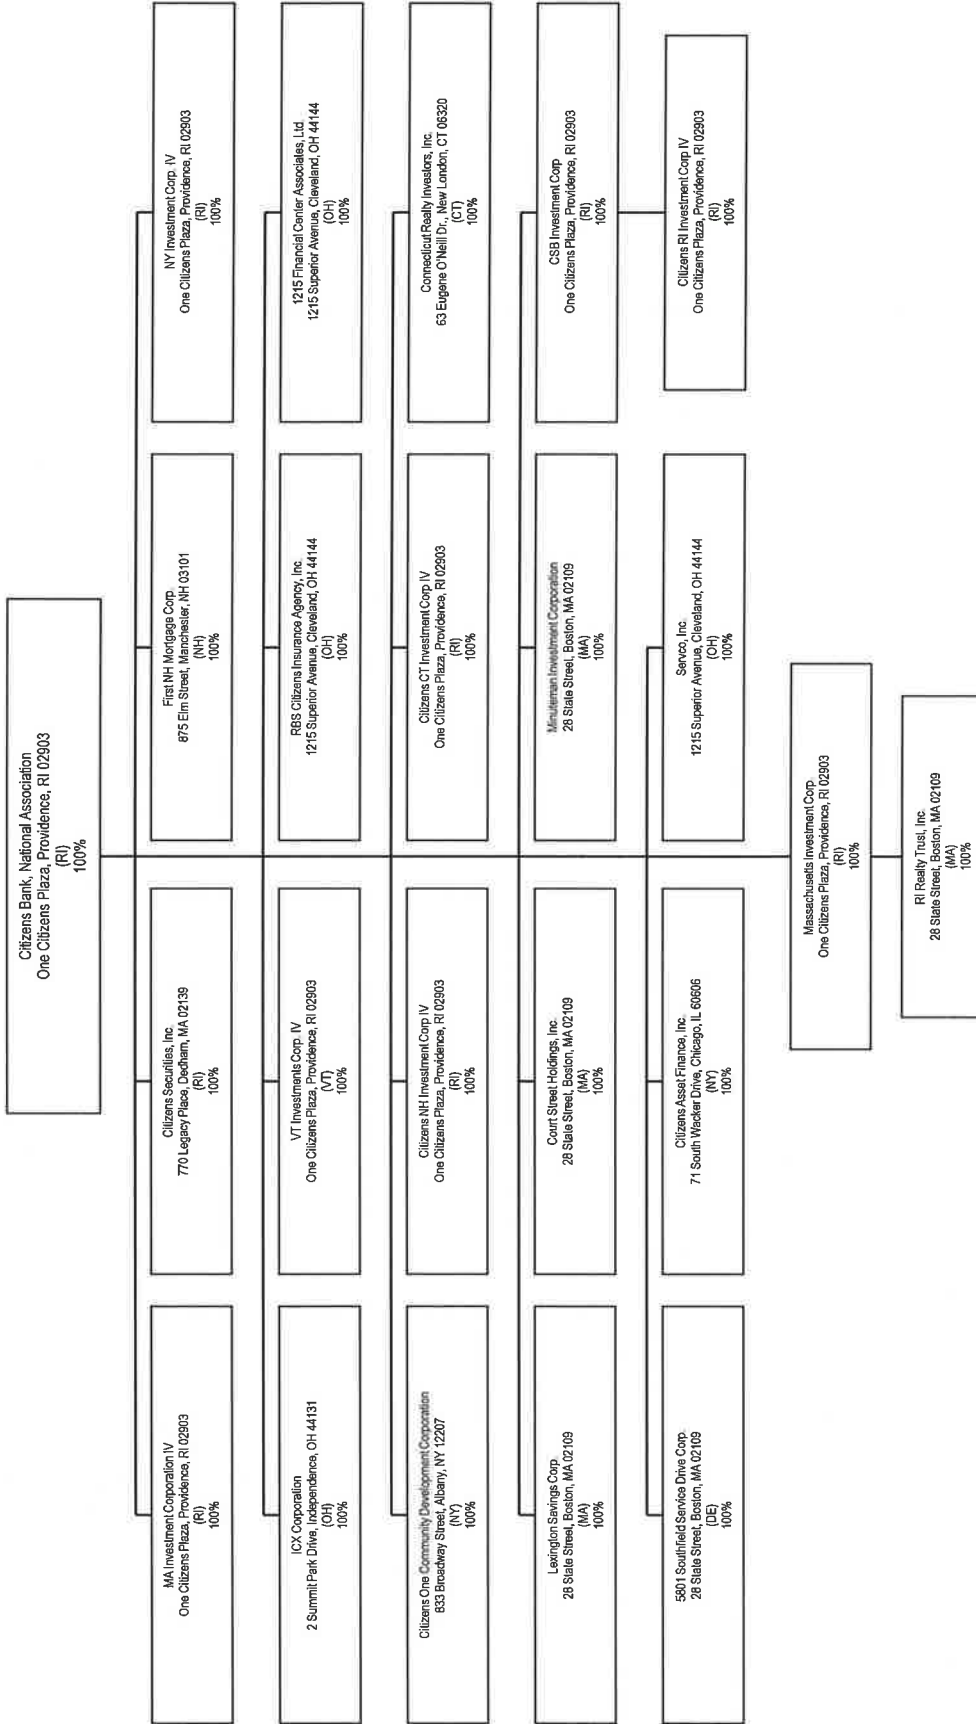 Citizens Bank, National Association
One Citizens Plaza, Providence, RI 02903
(RI)
100%
MA Investment Corporation IV
One Citizens Plaza, Providence, RI 02903
(RI)
100%
Citizens Securities, Inc.
770 Legacy Place, Dedham, MA 02139
(RI)
100%
First NH Mortgage Corp.
875 Elm Street, Manchester, NH 03101
(NH)
100%
NY Investment Corp. IV
One Citizens Plaza, Providence, RI 02903
(RI)
100%
ICX Corporation
2 Summit Park Drive, Independence, OH 44131
(OH)
100%
VT Investments Corp. IV
One Citizens Plaza, Providence, RI 02903
(VT)
100%
RBS Citizens Insurance Agency, Inc.
1215 Superior Avenue, Cleveland, OH 44144
(OH)
100%
1215 Financial Center Associates, Ltd.
1215 Superior Avenue, Cleveland, OH 44144
(OH)
100%
Citizens One Community Development Corporation
833 Broadway Street, Albany, NY 12207
(NY)
100%
Citizens NH Investment Corp IV
One Citizens Plaza, Providence, RI 02903
(RI)
100%
Citizens CT Investment Corp IV
One Citizens Plaza, Providence, RI 02903
(RI)
100%
Connecticut Realty Investors, Inc.
63 Eugene O'Neill Dr., New London, CT 06320
(CT)
100%
Lexington Savings Corp.
28 State Street, Boston, MA 02109
(MA)
100%
Court Street Holdings, Inc.
28 State Street, Boston, MA 02109
(MA)
100%
Minuteman Investment Corporation
28 State Street, Boston, MA 02109
(MA)
100%
CSB Investment Corp
One Citizens Plaza, Providence, RI 02903
(RI)
100%
5801 Southfield Service Drive Corp.
28 State Street, Boston, MA 02109
(DE)
100%
Citizens Asset Finance, Inc.
71 South Wacker Drive, Chicago, IL 60606
(NY)
100%
Servco, Inc.
1215 Superior Avenue, Cleveland, OH 44144
(OH)
100%
Citizens RI Investment Corp IV
One Citizens Plaza, Providence, RI 02903
(RI)
100%
Massachusetts Investment Corp.
One Citizens Plaza, Providence, RI 02903
(RI)
100%
RI Realty Trust, Inc.
28 State Street, Boston, MA 02109
(MA)
100%